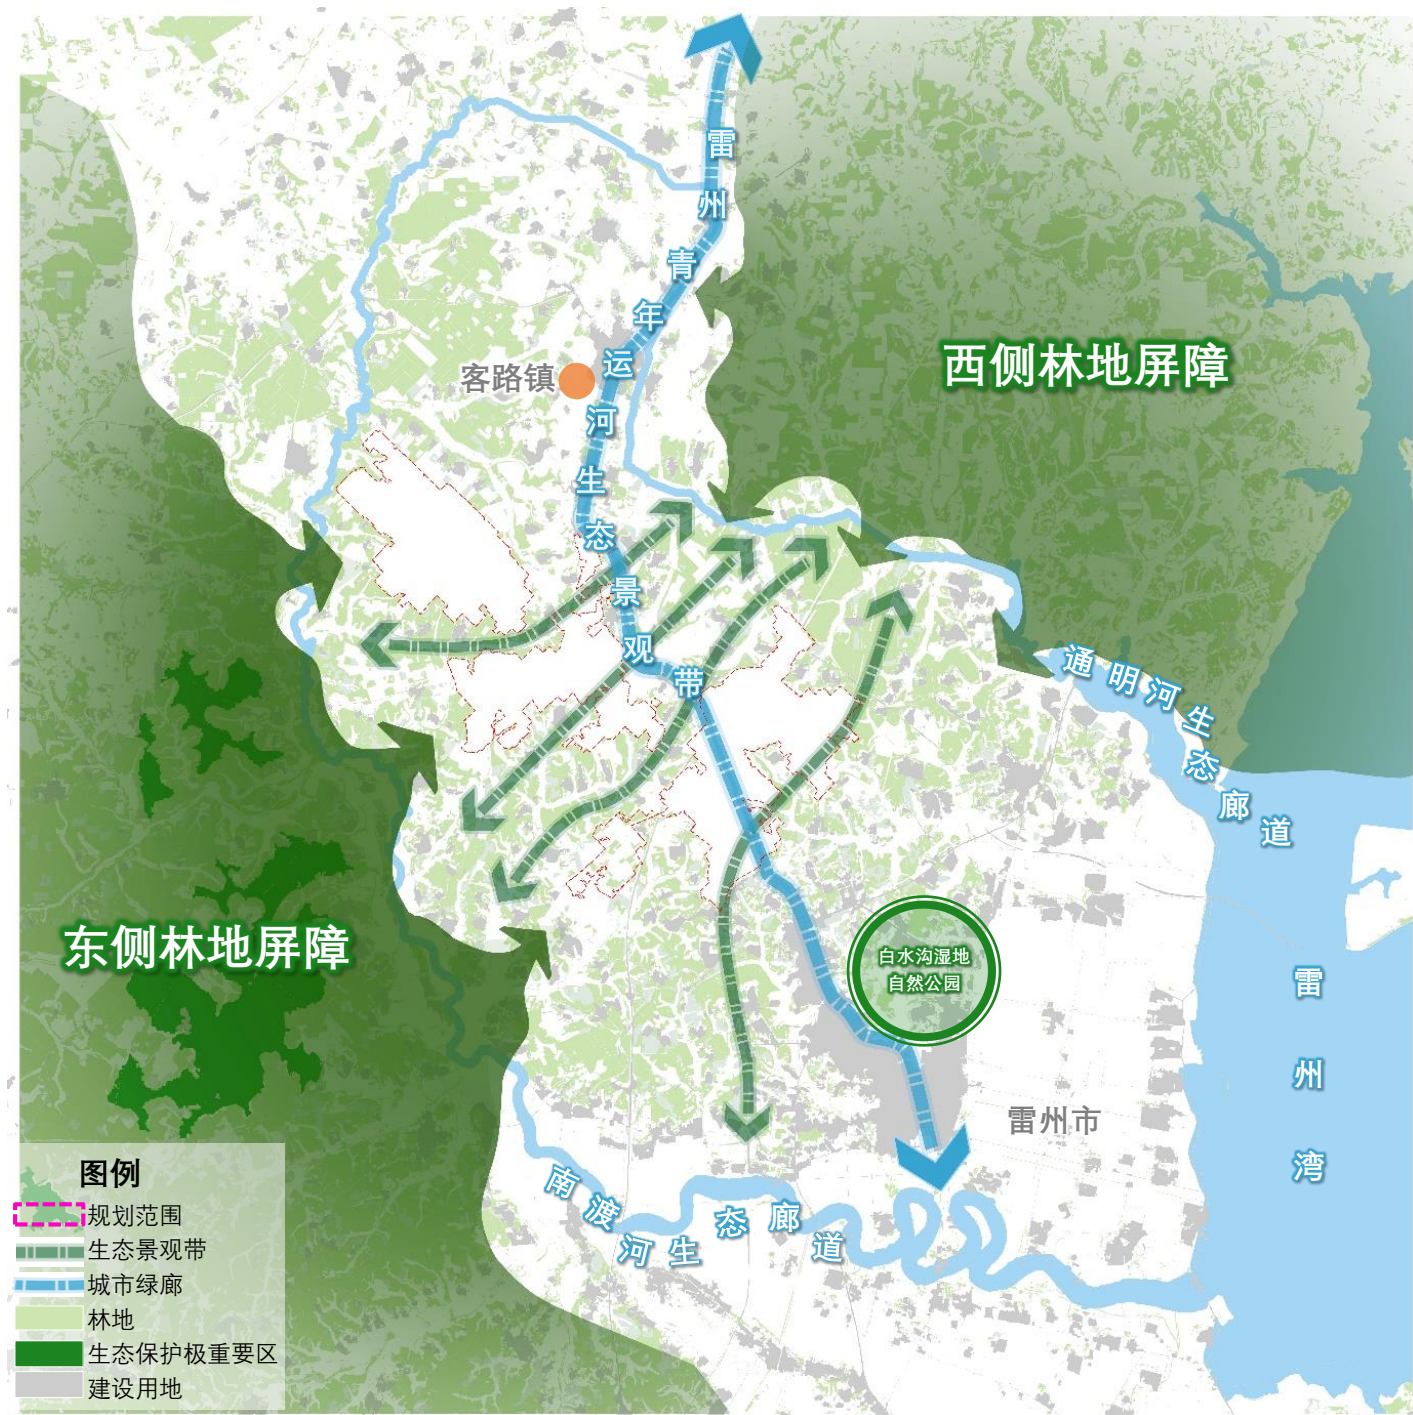 雷州青年运河生态景观带
客路镇
西侧林地屏障
通明河生态廊道
东侧林地屏障
白水沟湿地
自然公园
雷州湾
雷州市
南渡河生态廊道
图例
规划范围
生态景观带
城市绿廊
林地
生态保护极重要区
建设用地